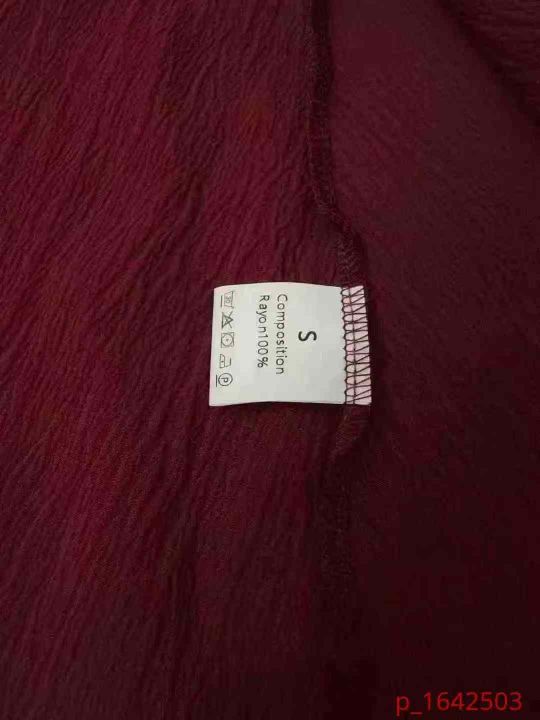 S
Composition
Rayon100%
P
p_1642503